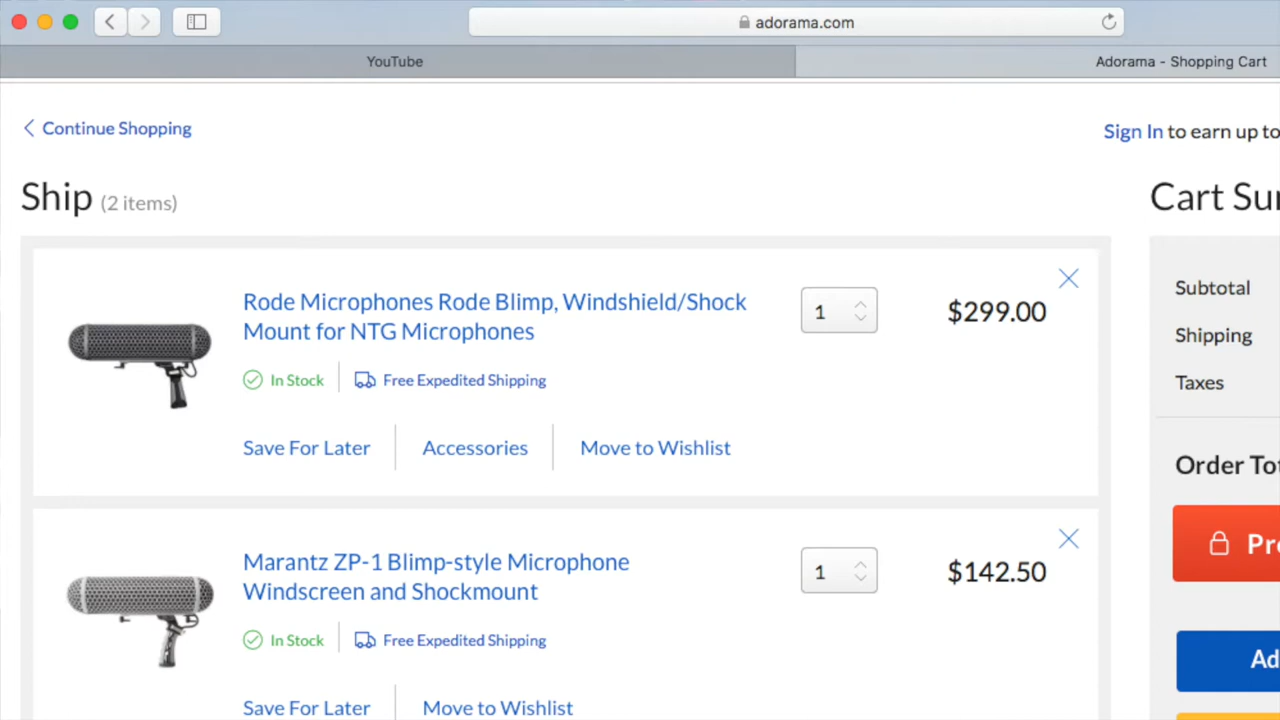 adorama.com
YouTube
Adorama - Shopping Cart
Continue Shopping
Sign In to earn up to
Ship (2 items)
Cart Sur
Rode Microphones Rode Blimp, Windshield/Shock
Mount for NTG Microphones
1
$299.00
In Stock
Free Expedited Shipping
Save For Later
Accessories
Move to Wishlist
Subtotal
Shipping
Taxes
Order Tot
Pro
Marantz ZP-1 Blimp-style Microphone
Windscreen and Shockmount
1
$142.50
In Stock
Free Expedited Shipping
Save For Later
Move to Wishlist
Ad